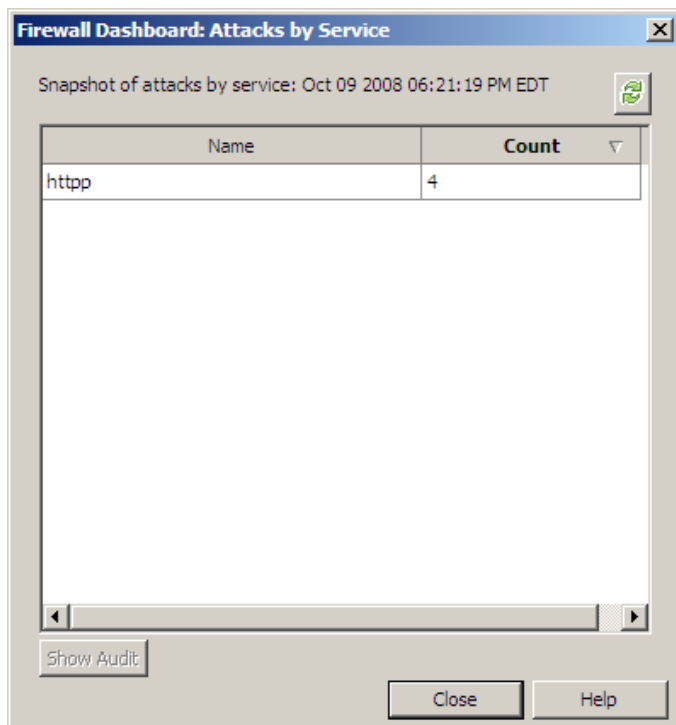 Firewall Dashboard: Attacks by Service
Snapshot of attacks by service: Oct 09 2008 06:21:19 PM EDT
Name Count
httpp 4
Show Audit
Close Help